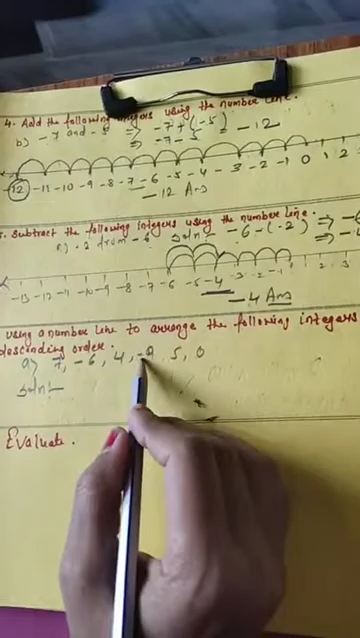 4. Add the following integers using the number line.
b) -7 and -5 ⇒ -7+(-5) = -12
⇒ -7-5
12 -11 -10 -9 -8 -7 -6 -5 -4 -3 -2 -1 0 1 2
-12 Ans
5. Subtract the following integers using the number line.
-2 from -6 Soln: -6-(-2) ⇒ -6
⇒ -4
-13 -12 -11 -10 -9 -8 -7 -6 -5 -4 -3 -2 -1 1 2 3
-4 Ans
using a number line to arrange the following integers
descending order.
a) 7, -6, 4, -9, 5, 0
Soln:-
Evaluate.